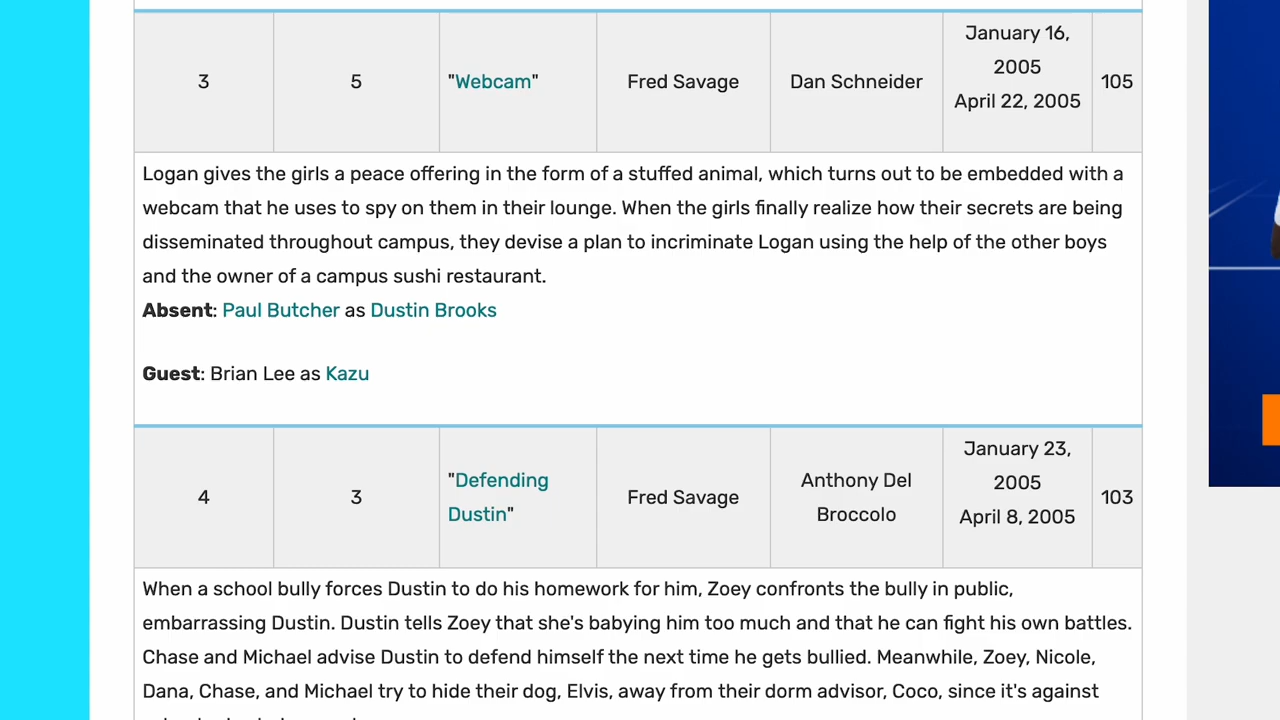 3
5
"Webcam"
Fred Savage
Dan Schneider
January 16,
2005
April 22, 2005
105
Logan gives the girls a peace offering in the form of a stuffed animal, which turns out to be embedded with a
webcam that he uses to spy on them in their lounge. When the girls finally realize how their secrets are being
disseminated throughout campus, they devise a plan to incriminate Logan using the help of the other boys
and the owner of a campus sushi restaurant.
Absent: Paul Butcher as Dustin Brooks
Guest: Brian Lee as Kazu
4
3
"Defending
Dustin"
Fred Savage
Anthony Del
Broccolo
January 23,
2005
April 8, 2005
103
When a school bully forces Dustin to do his homework for him, Zoey confronts the bully in public,
embarrassing Dustin. Dustin tells Zoey that she's babying him too much and that he can fight his own battles.
Chase and Michael advise Dustin to defend himself the next time he gets bullied. Meanwhile, Zoey, Nicole,
Dana, Chase, and Michael try to hide their dog, Elvis, away from their dorm advisor, Coco, since it's against